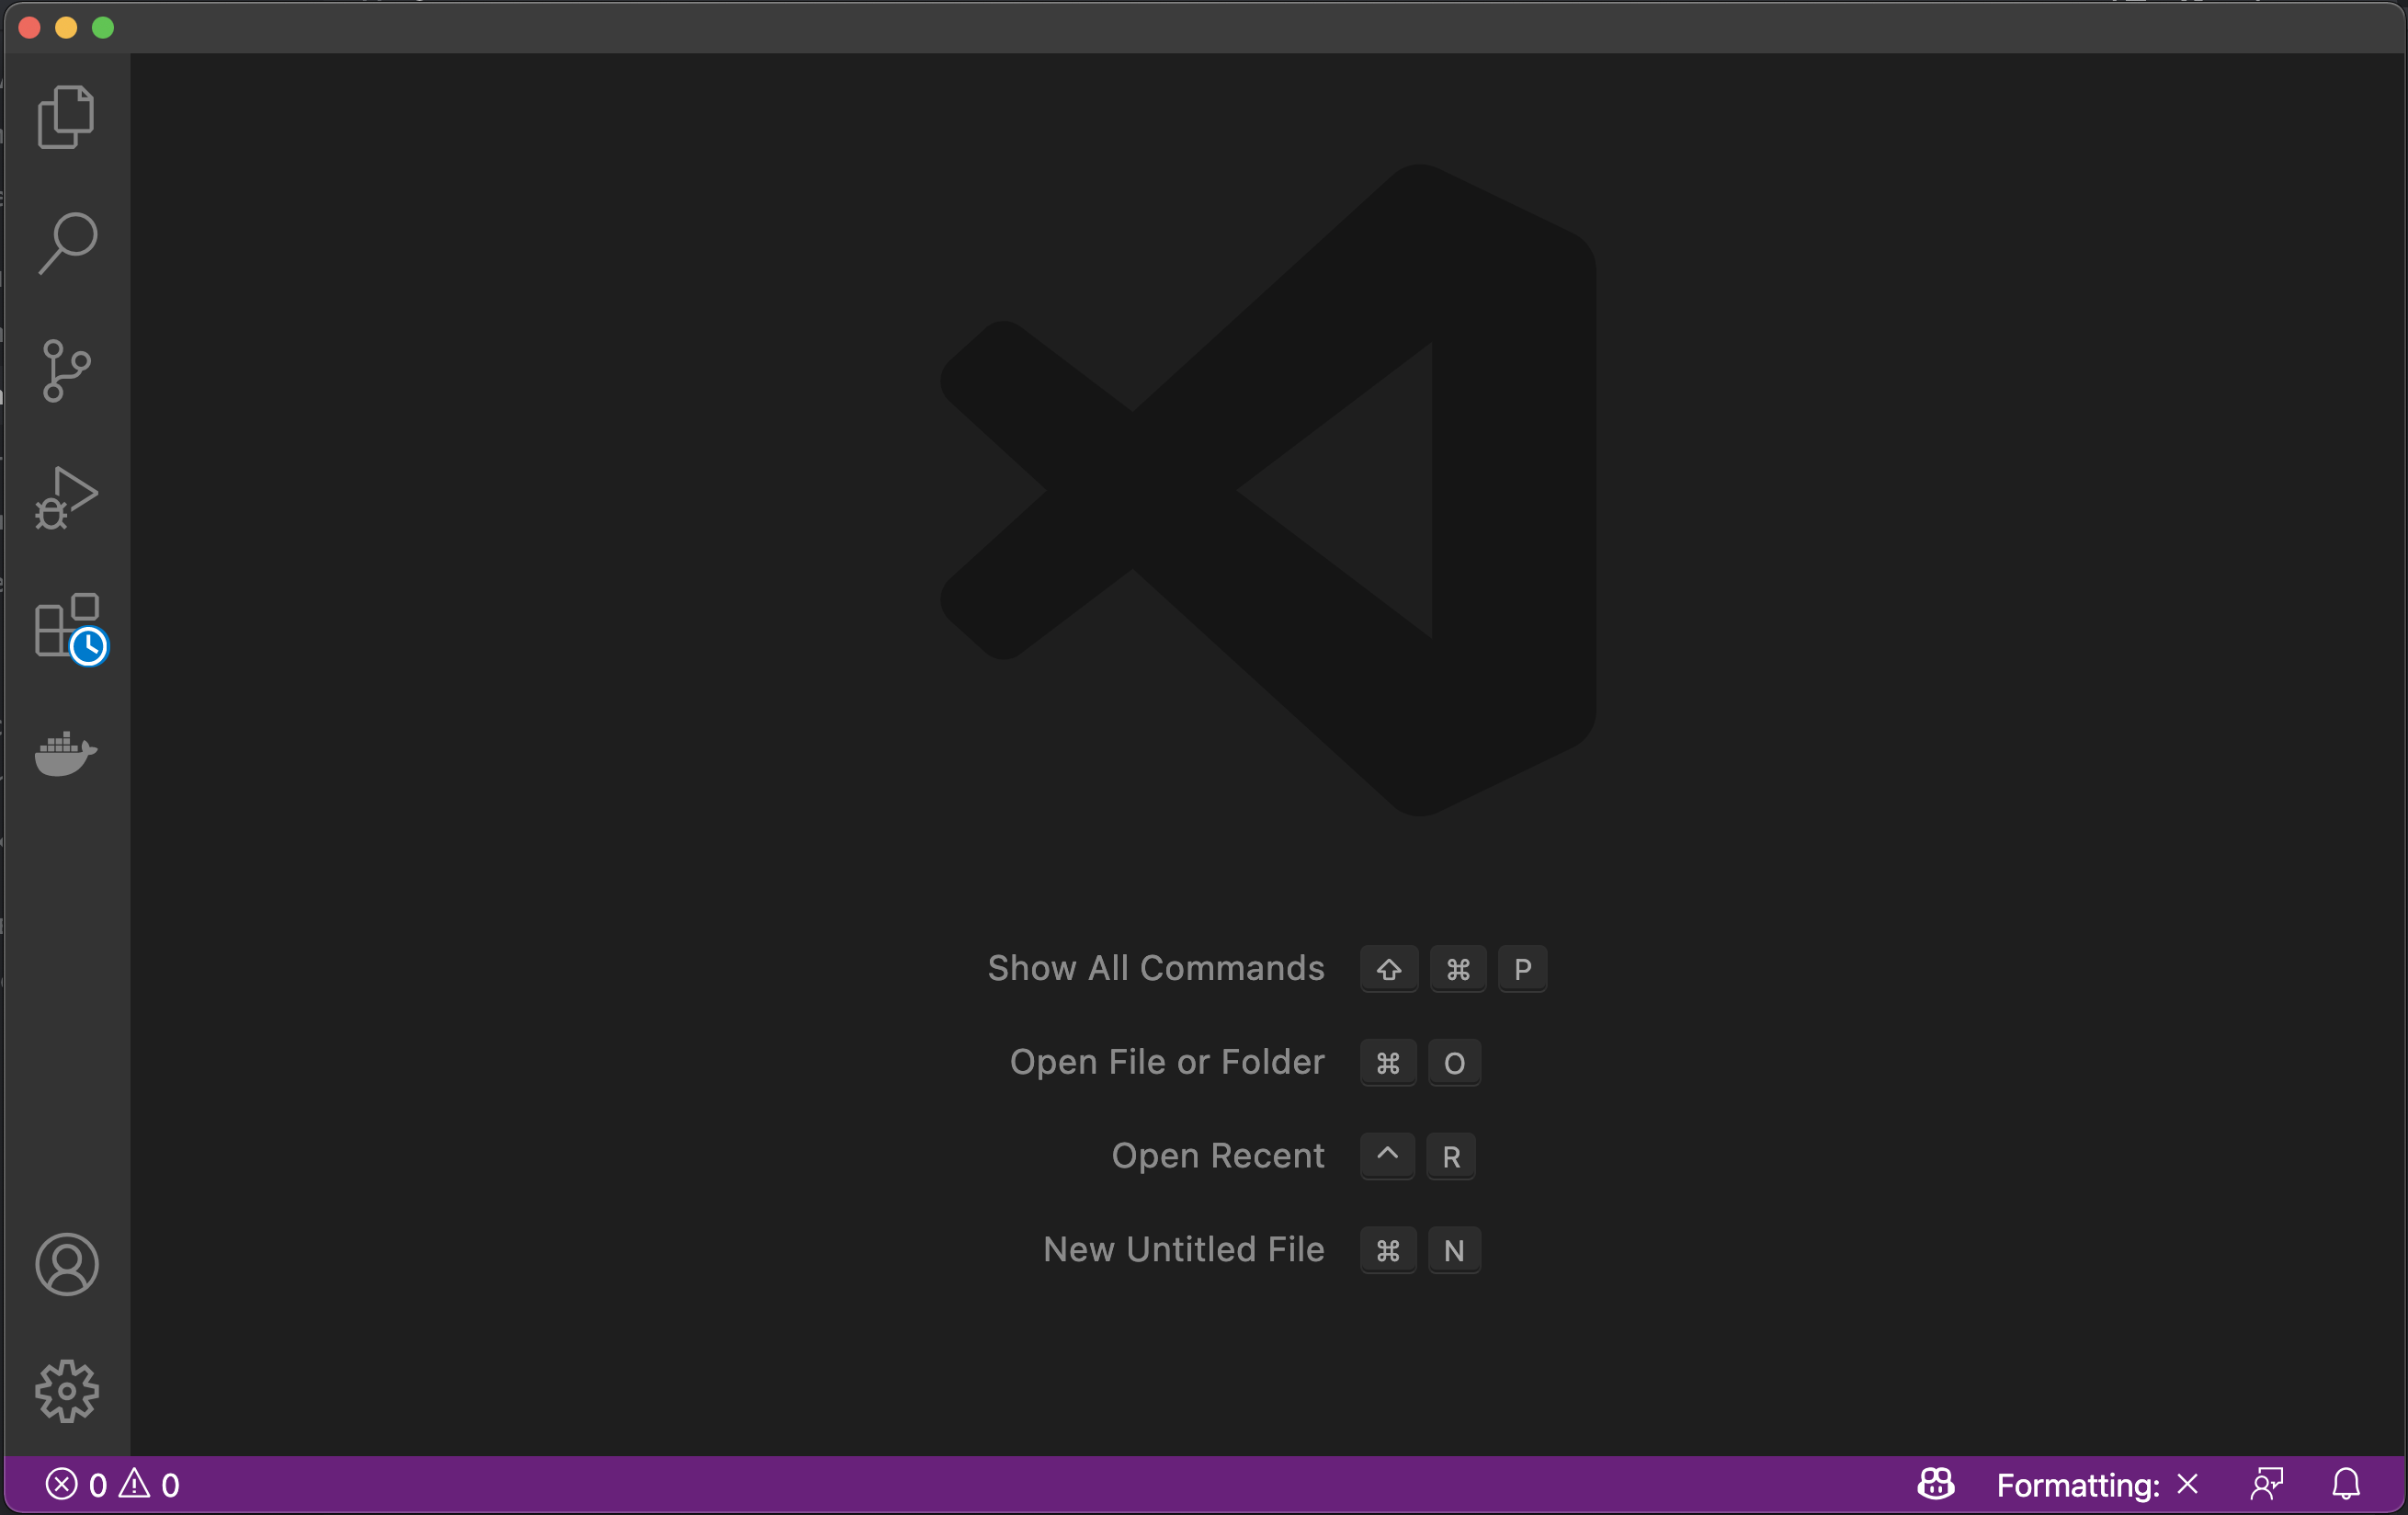 Show All Commands ⇧ ⌘ P
Open File or Folder ⌘ O
Open Recent ^ R
New Untitled File ⌘ N
0 0 Formatting: ×